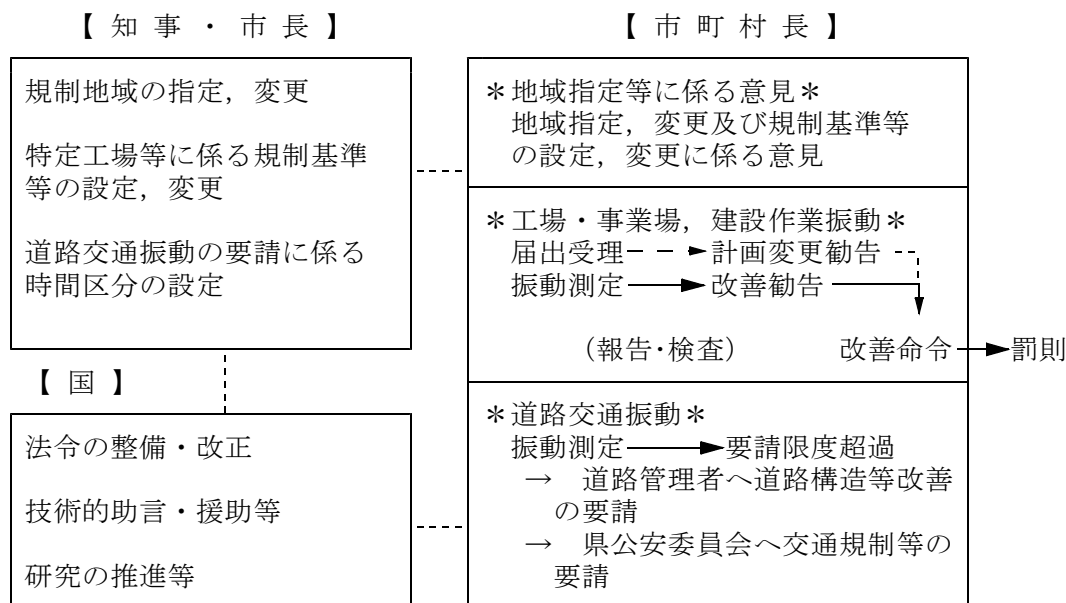 【 知 事 ・ 市 長 】
規制地域の指定，変更
特定工場等に係る規制基準
等の設定，変更
道路交通振動の要請に係る
時間区分の設定
【 国 】
法令の整備・改正
技術的助言・援助等
研究の推進等
【 市 町 村 長 】
＊地域指定等に係る意見＊
地域指定，変更及び規制基準等
の設定，変更に係る意見
＊工場・事業場，建設作業振動＊
届出受理 計画変更勧告
振動測定 改善勧告
（報告･検査） 改善命令 罰則
＊道路交通振動＊
振動測定 要請限度超過
→ 道路管理者へ道路構造等改善
の要請
→ 県公安委員会へ交通規制等の
要請